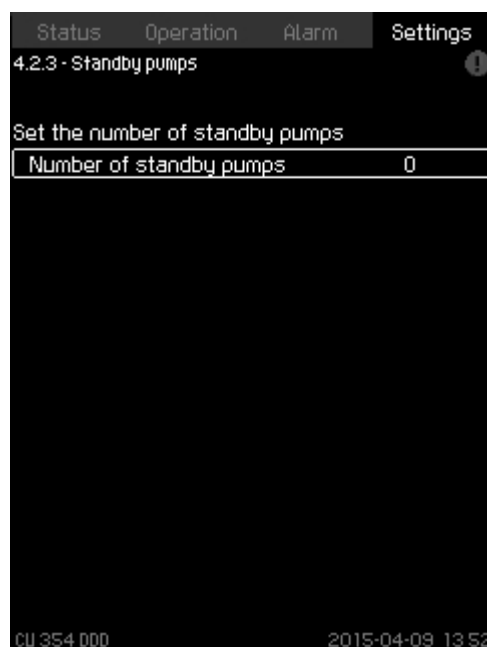 Status Operation Alarm Settings
4.2.3 - Standby pumps
Set the number of standby pumps
Number of standby pumps 0
CU 354 DDD 2015-04-09 13:52